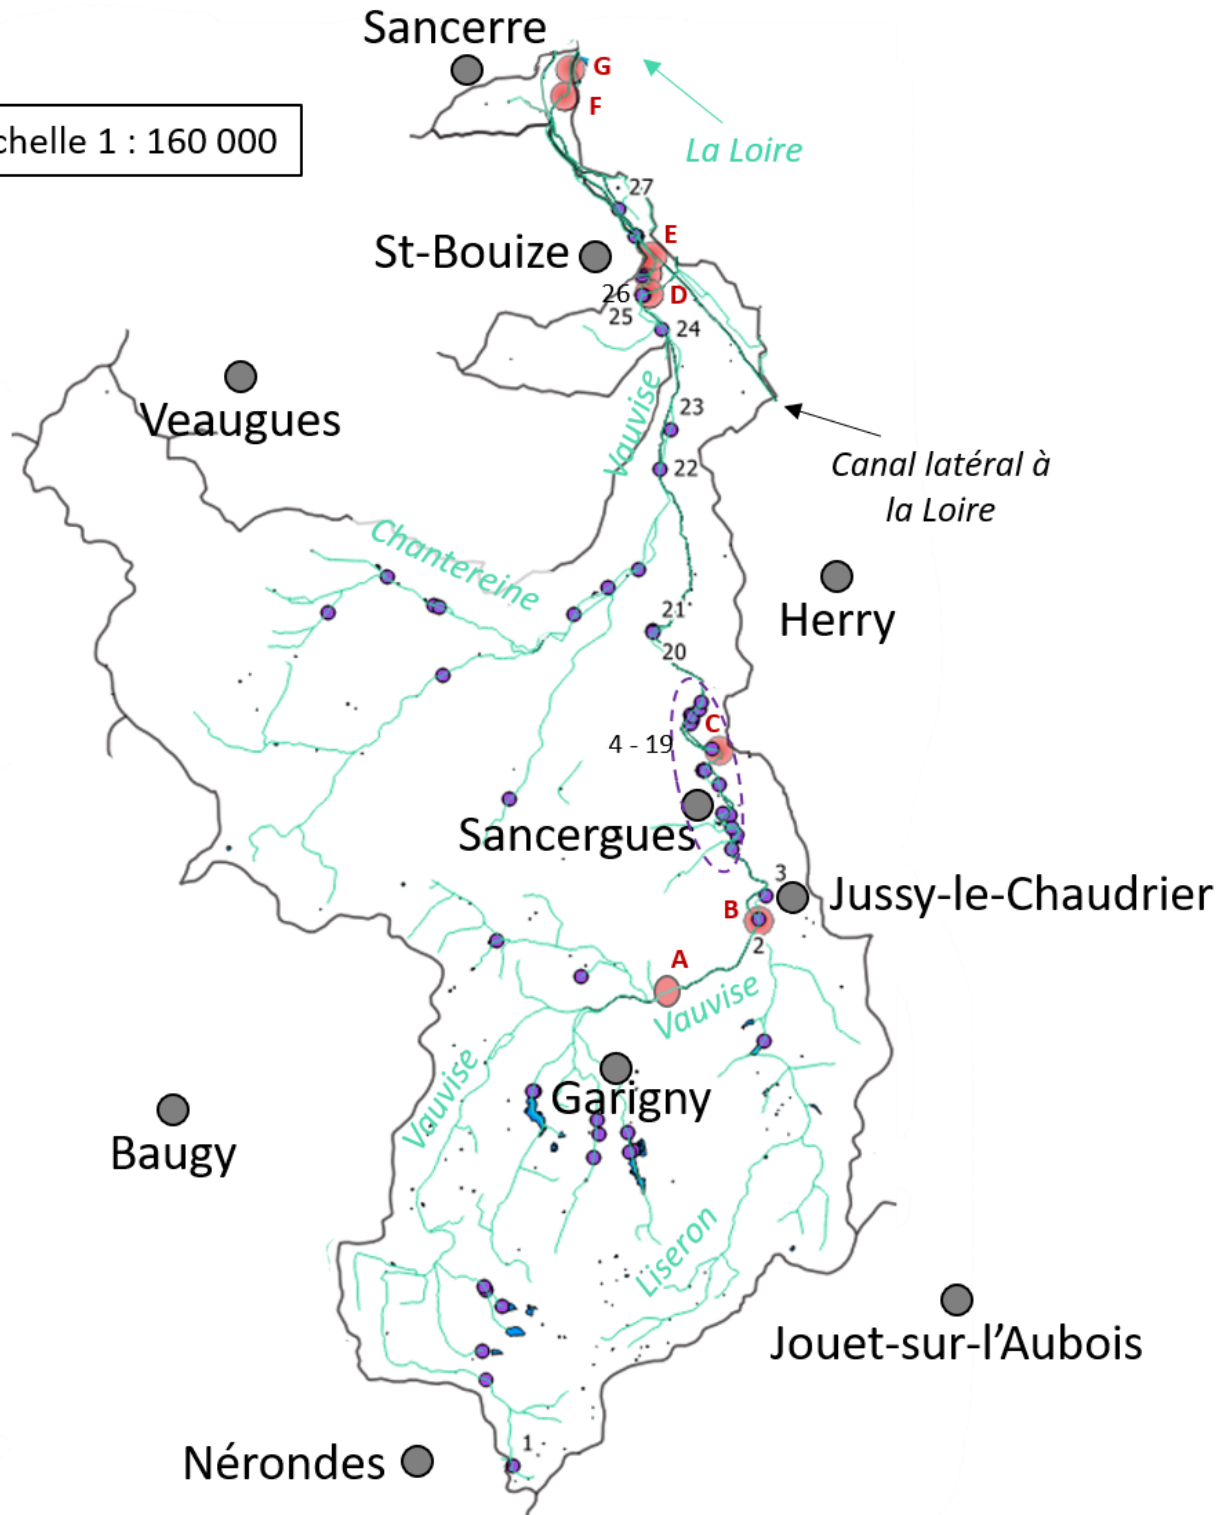 Sancerre
G
F
chelle 1 : 160 000
La Loire
27
E
St-Bouize
26
D
25
24
Veaugues
Vauvise
23
22
Canal latéral à
la Loire
Chantereine
Herry
21
20
C
4 - 19
Sancergues
3
Jussy-le-Chaudrier
B
2
A
Vauvise
Vauvise
Garigny
Baugy
Liseron
Jouet-sur-l'Aubois
1
Nérondes